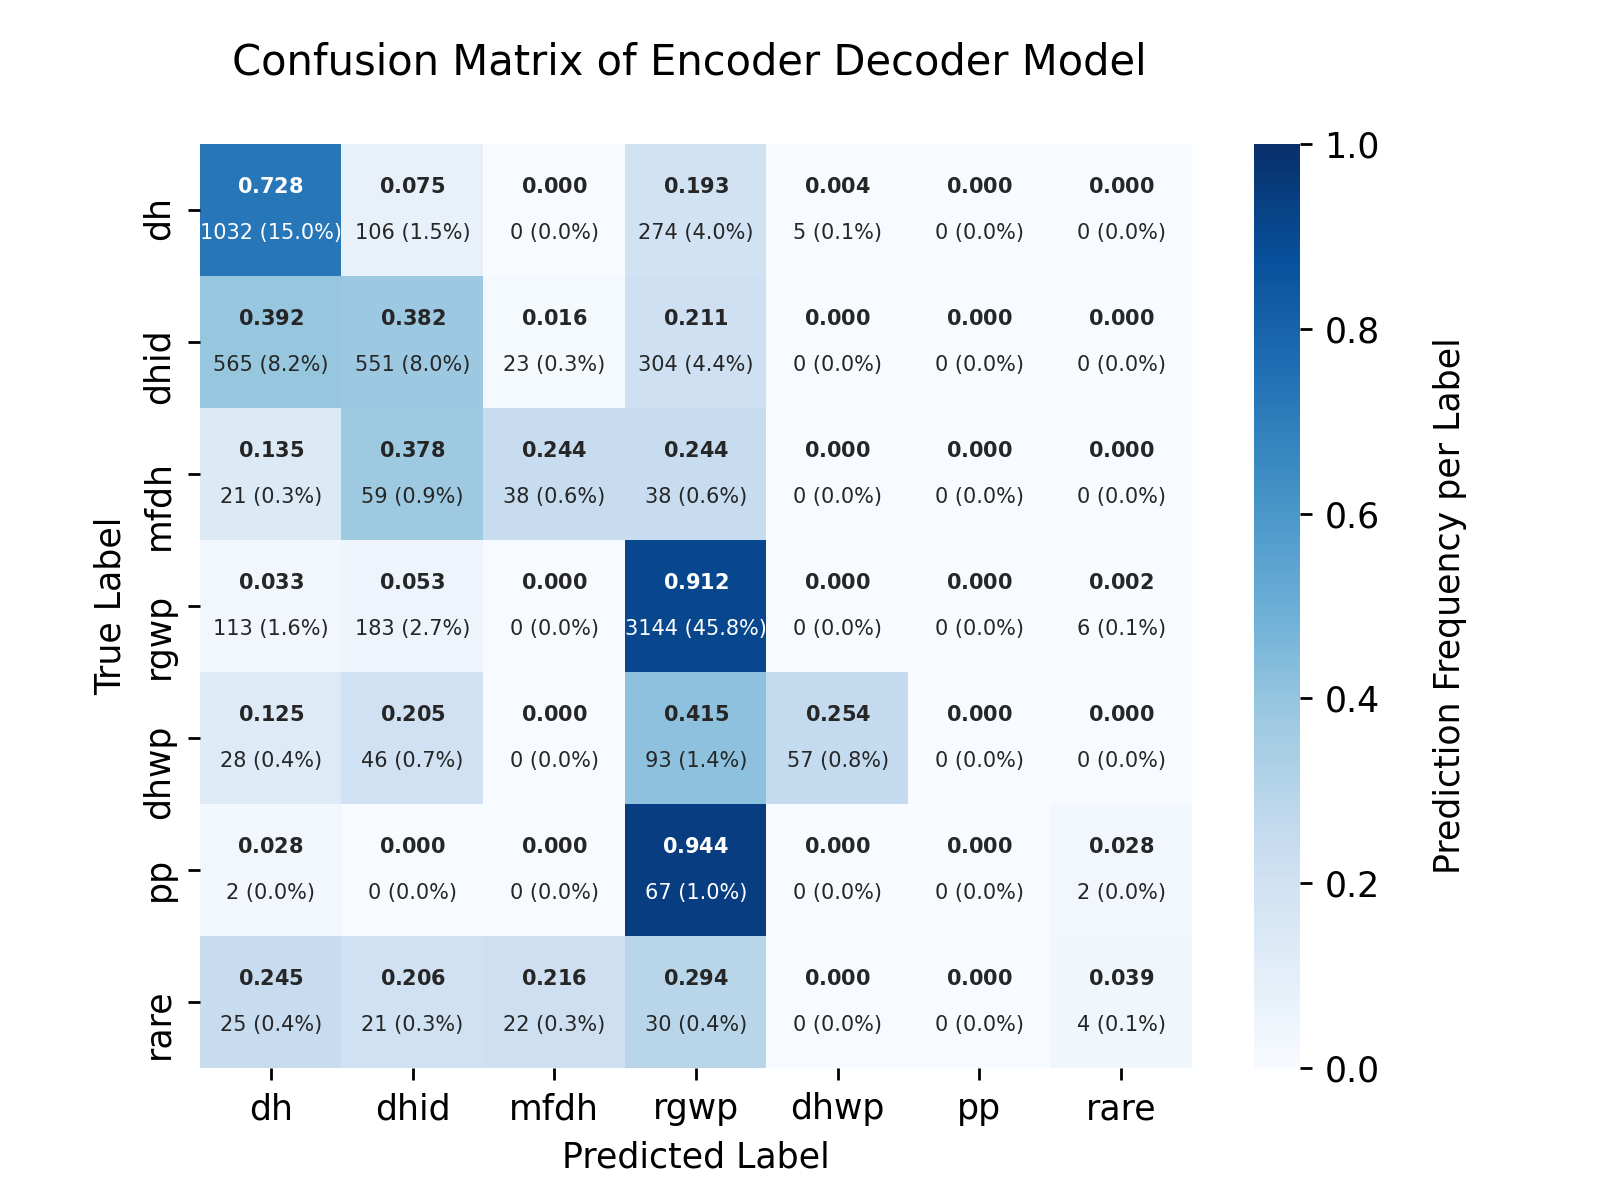 Confusion Matrix of Encoder Decoder Model
0.728 0.075 0.000 0.193 0.004 0.000 0.000
dh
1032 (15.0%) 106 (1.5%) 0 (0.0%) 274 (4.0%) 5 (0.1%) 0 (0.0%) 0 (0.0%)
0.392 0.382 0.016 0.211 0.000 0.000 0.000
dhid
565 (8.2%) 551 (8.0%) 23 (0.3%) 304 (4.4%) 0 (0.0%) 0 (0.0%) 0 (0.0%)
0.135 0.378 0.244 0.244 0.000 0.000 0.000
mfdh
21 (0.3%) 59 (0.9%) 38 (0.6%) 38 (0.6%) 0 (0.0%) 0 (0.0%) 0 (0.0%)
True Label
0.033 0.053 0.000 0.912 0.000 0.000 0.002
rgwp
113 (1.6%) 183 (2.7%) 0 (0.0%) 3144 (45.8%) 0 (0.0%) 0 (0.0%) 6 (0.1%)
0.125 0.205 0.000 0.415 0.254 0.000 0.000
dhwp
28 (0.4%) 46 (0.7%) 0 (0.0%) 93 (1.4%) 57 (0.8%) 0 (0.0%) 0 (0.0%)
0.028 0.000 0.000 0.944 0.000 0.000 0.028
pp
2 (0.0%) 0 (0.0%) 0 (0.0%) 67 (1.0%) 0 (0.0%) 0 (0.0%) 2 (0.0%)
0.245 0.206 0.216 0.294 0.000 0.000 0.039
rare
25 (0.4%) 21 (0.3%) 22 (0.3%) 30 (0.4%) 0 (0.0%) 0 (0.0%) 4 (0.1%)
dh dhid mfdh rgwp dhwp pp rare
Predicted Label
1.0
0.8
0.6
0.4
0.2
0.0
Prediction Frequency per Label